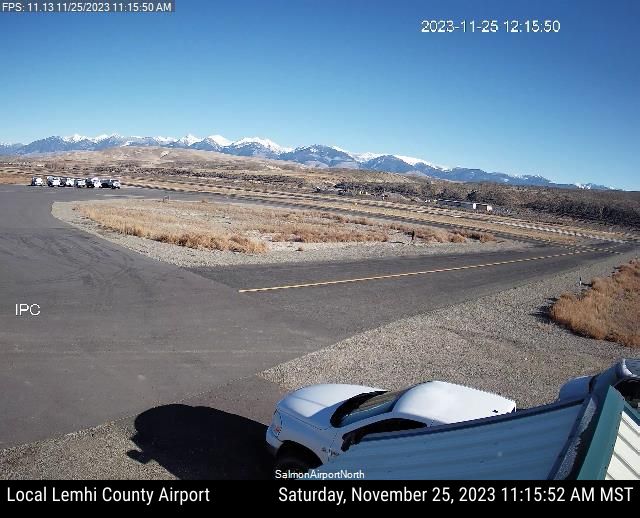 FPS: 11.13 11/25/2023 11:15:50 AM
2023-11-25 12:15:50
IPC
SalmonAirportNorth
Local Lemhi County Airport Saturday, November 25, 2023 11:15:52 AM MST